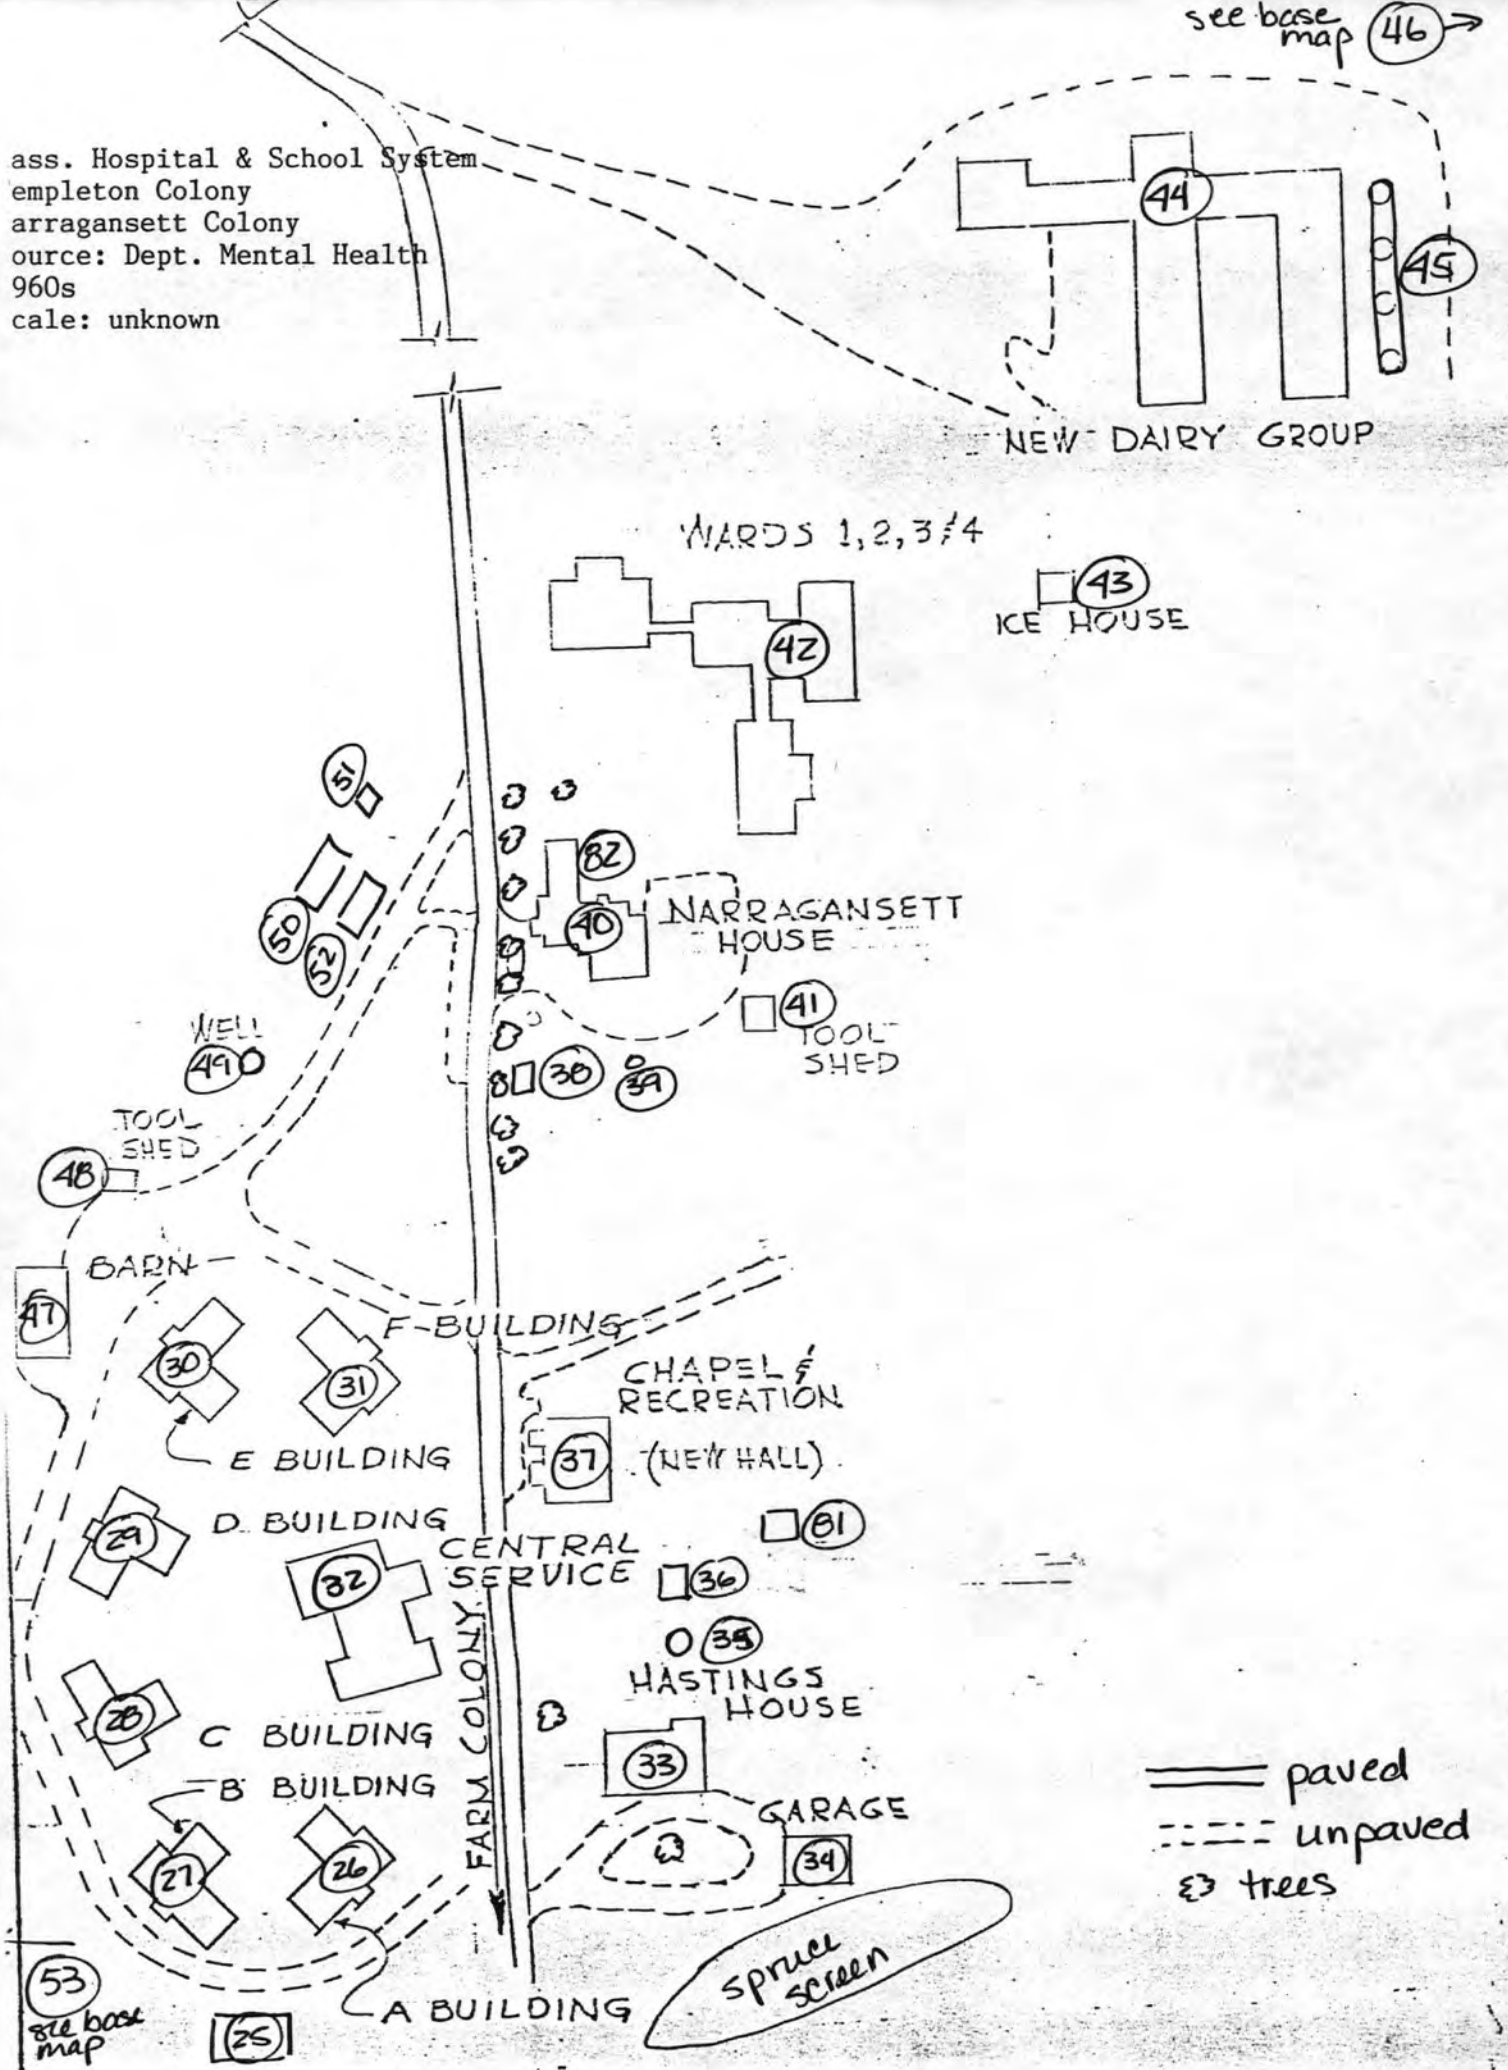 see base
map 46
ass. Hospital & School System
empleton Colony
arragansett Colony
ource: Dept. Mental Health
960s
cale: unknown
44
45
NEW DAIRY GROUP
WARDS 1,2,3 & 4
43
ICE HOUSE
42
51
82
50
52
40
NARRAGANSETT
HOUSE
41
TOOL
SHED
WELL
49
38
39
TOOL
SHED
48
BARN
47
F-BUILDING
30
31
CHAPEL &
RECREATION
37
(NEW HALL)
E BUILDING
29
D. BUILDING
CENTRAL
SERVICE
81
32
36
35
HASTINGS
HOUSE
FARM COLONY
28
C BUILDING
33
B BUILDING
GARAGE
34
27
26
paved
unpaved
trees
spruce
screen
53
see base
map
25
A BUILDING